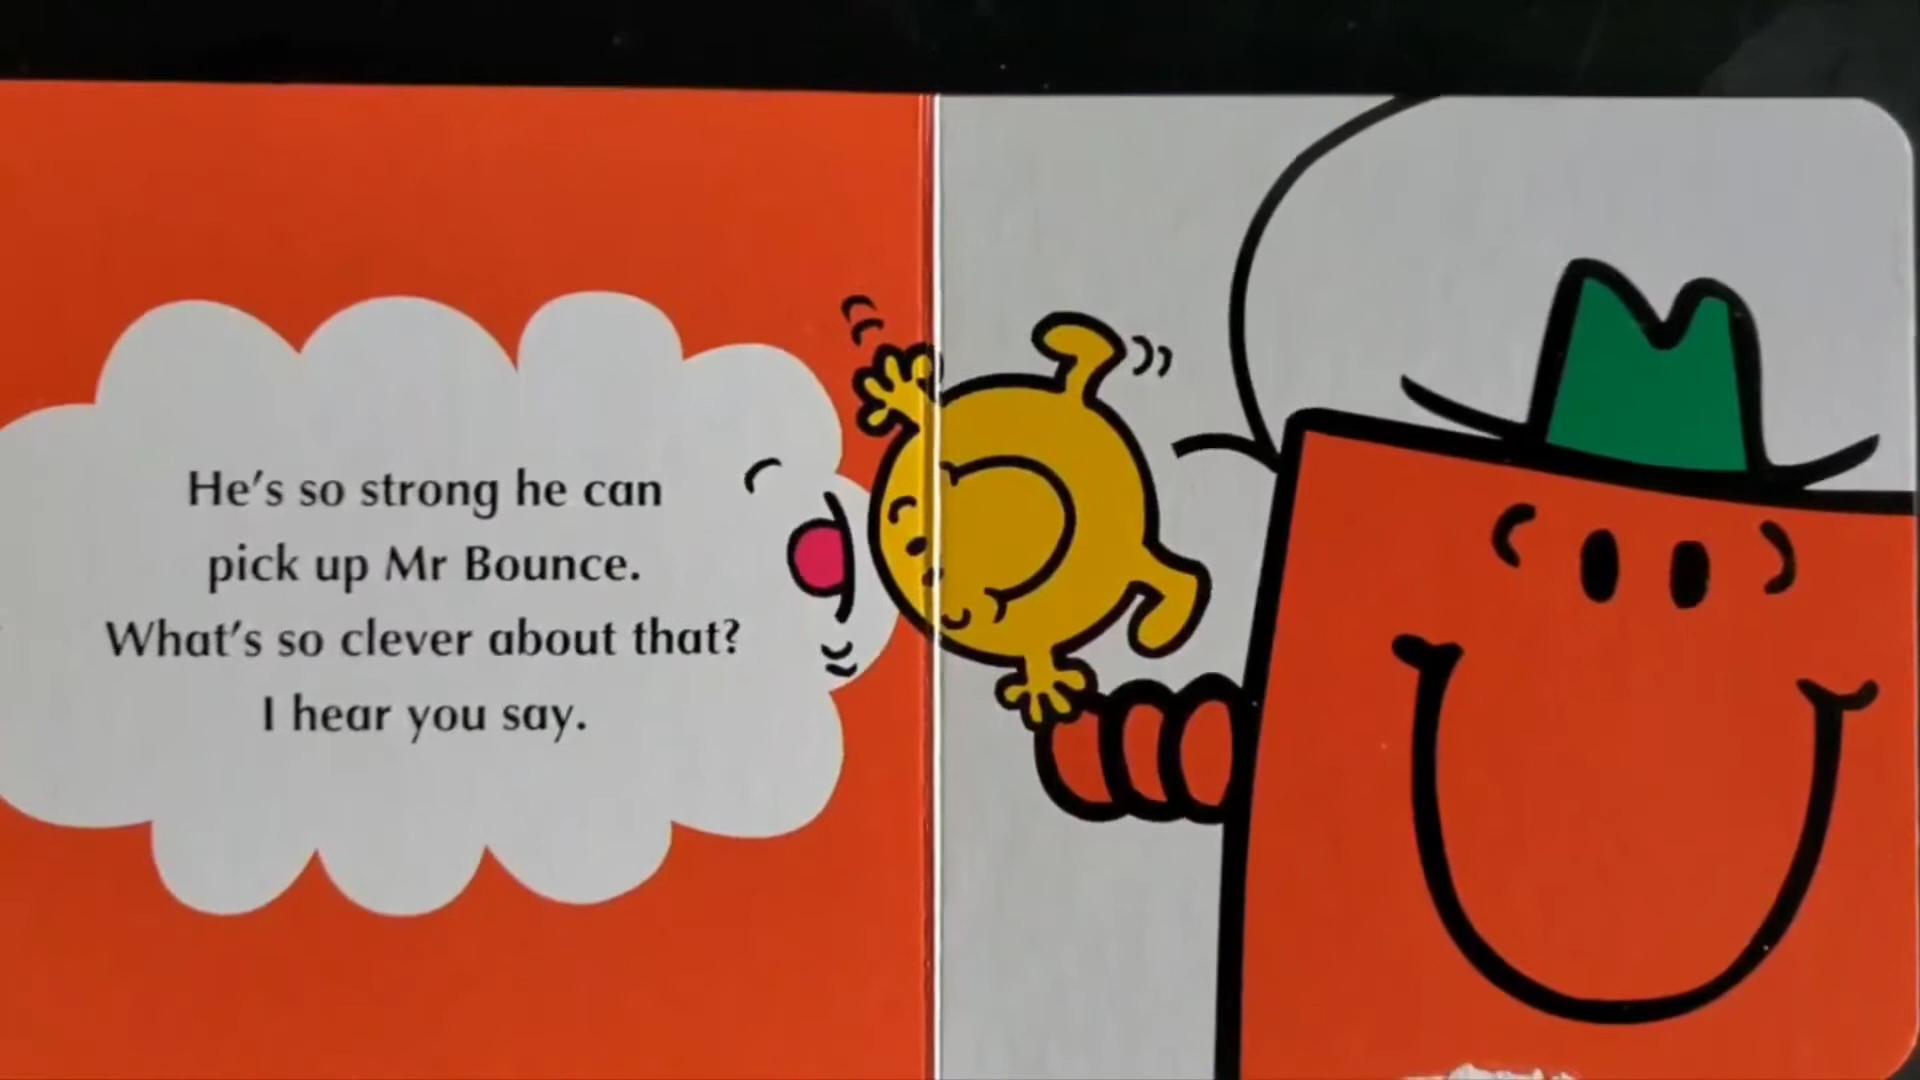 He's so strong he can
pick up Mr Bounce.
What's so clever about that?
I hear you say.